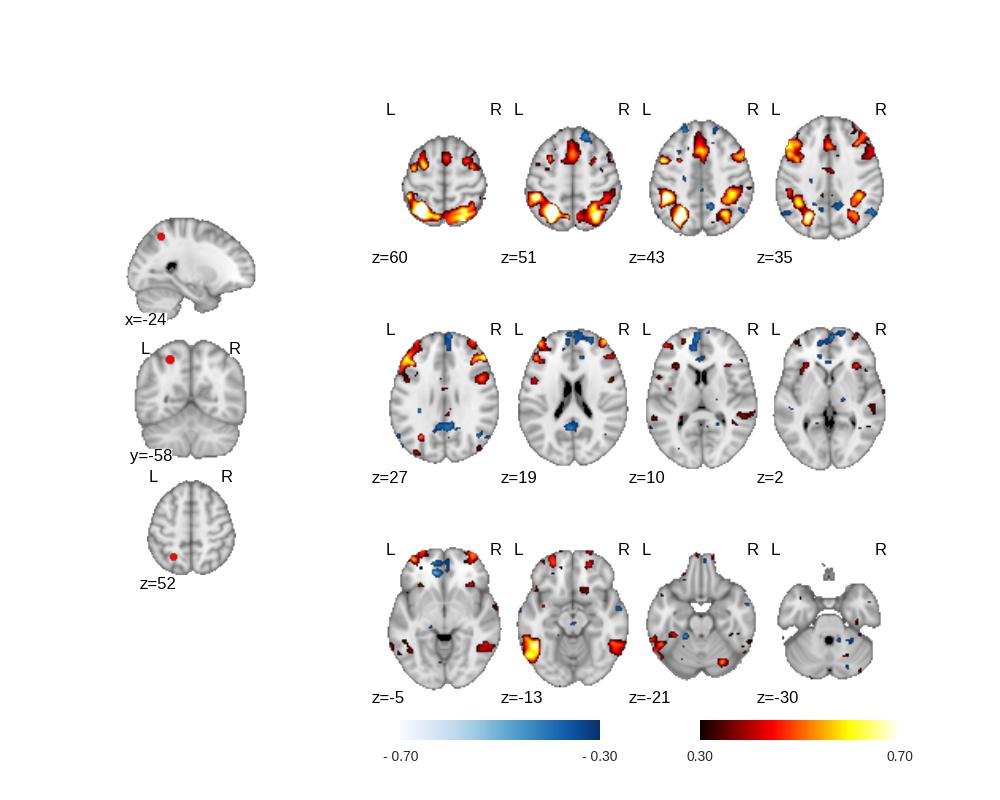 L R L R L R L R
z=60 z=51 z=43 z=35
x=-24
L R L R L R L R
L R
z=27 z=19 z=10 z=2
y=-58
L R
z=52
L R L R L R L R
z=-5 z=-13 z=-21 z=-30
- 0.70 - 0.30 0.30 0.70